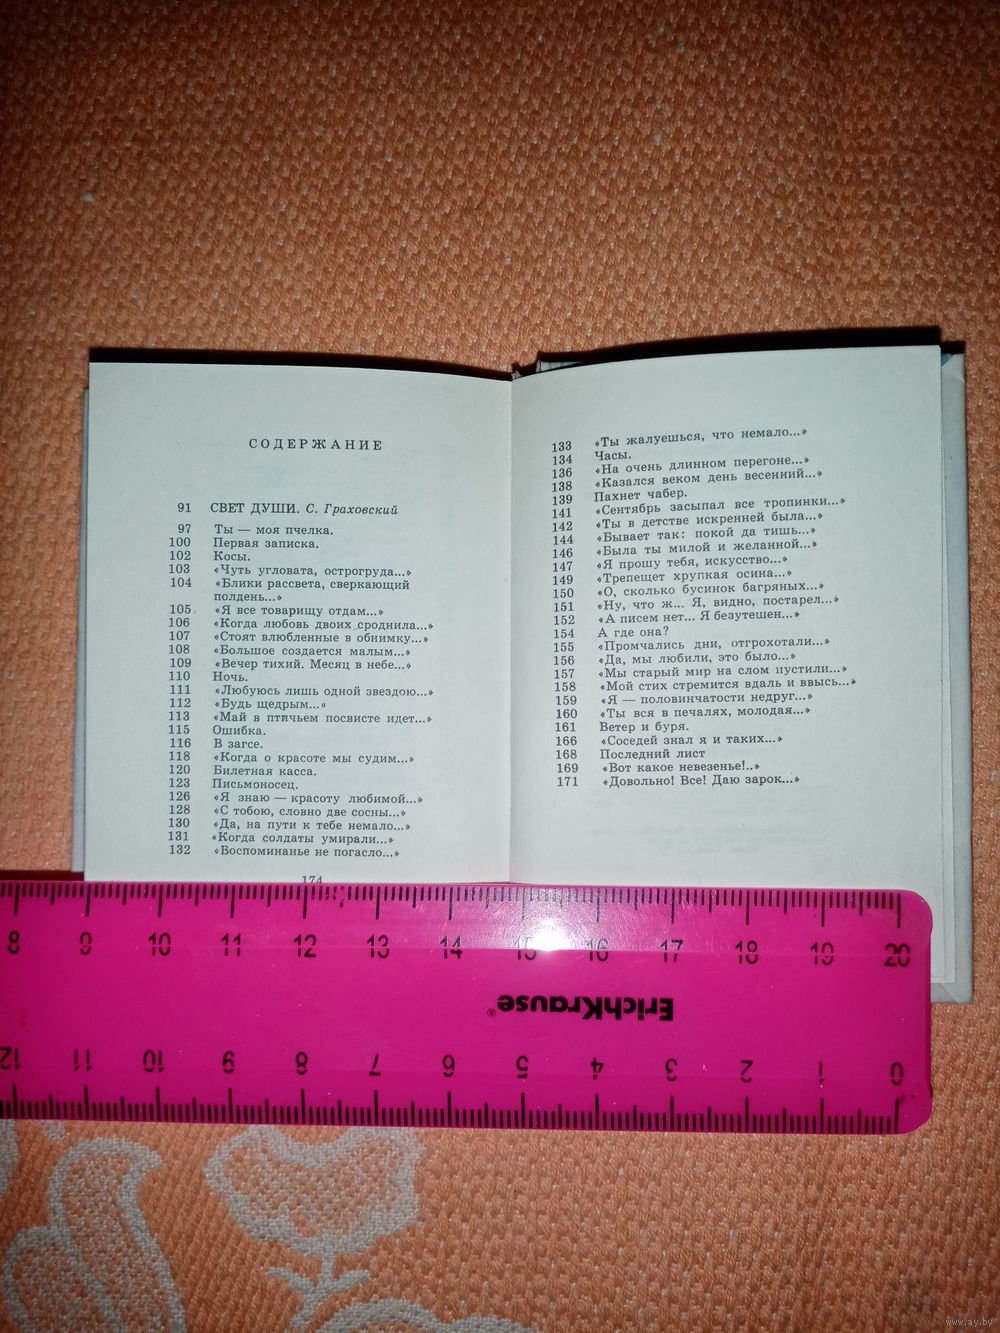 СОДЕРЖАНИЕ
91 СВЕТ ДУШИ. С. Граховский
97 Ты — моя пчелка.
100 Первая записка.
102 Косы.
103 «Чуть угловата, острогруда...»
104 «Блики рассвета, сверкающий
полдень...»
105 «Я все товарищу отдам...»
106 «Когда любовь двоих сроднила...»
107 «Стоят влюбленные в обнимку...»
108 «Большое создается малым...»
109 «Вечер тихий. Месяц в небе...»
110 Ночь.
111 «Любуюсь лишь одной звездою...»
112 «Будь щедрым...»
113 «Май в птичьем посвисте идет...»
115 Ошибка.
116 В загсе.
118 «Когда о красоте мы судим...»
120 Билетная касса.
123 Письмоносец.
126 «Я знаю — красоту любимой...»
128 «С тобою, словно две сосны...»
130 «Да, на пути к тебе немало...»
131 «Когда солдаты умирали...»
132 «Воспоминанье не погасло...»
174
133 «Ты жалуешься, что немало...»
134 Часы.
136 «На очень длинном перегоне...»
138 «Казался веком день весенний...»
139 Пахнет чабер.
141 «Сентябрь засыпал все тропинки...»
142 «Ты в детстве искренней была...»
144 «Бывает так: покой да тишь...»
146 «Была ты милой и желанной...»
147 «Я прошу тебя, искусство...»
149 «Трепещет хрупкая осина...»
150 «О, сколько бусинок багряных...»
151 «Ну, что ж... Я, видно, постарел...»
152 «А писем нет... Я безутешен...»
154 А где она?
155 «Промчались дни, отгрохотали...»
156 «Да, мы любили, это было...»
157 «Мы старый мир на слом пустили...»
158 «Мой стих стремится вдаль и ввысь...»
159 «Я — половинчатости недруг...»
160 «Ты вся в печалях, молодая...»
161 Ветер и буря.
166 «Соседей знал я и таких...»
168 Последний лист
169 «Вот какое невезенье!..»
171 «Довольно! Все! Даю зарок...»
8 9 10 11 12 13 14 15 16 17 18 19 20
ErichKrause®
12 11 10 9 8 7 6 5 4 3 2 1 0
www.ay.by